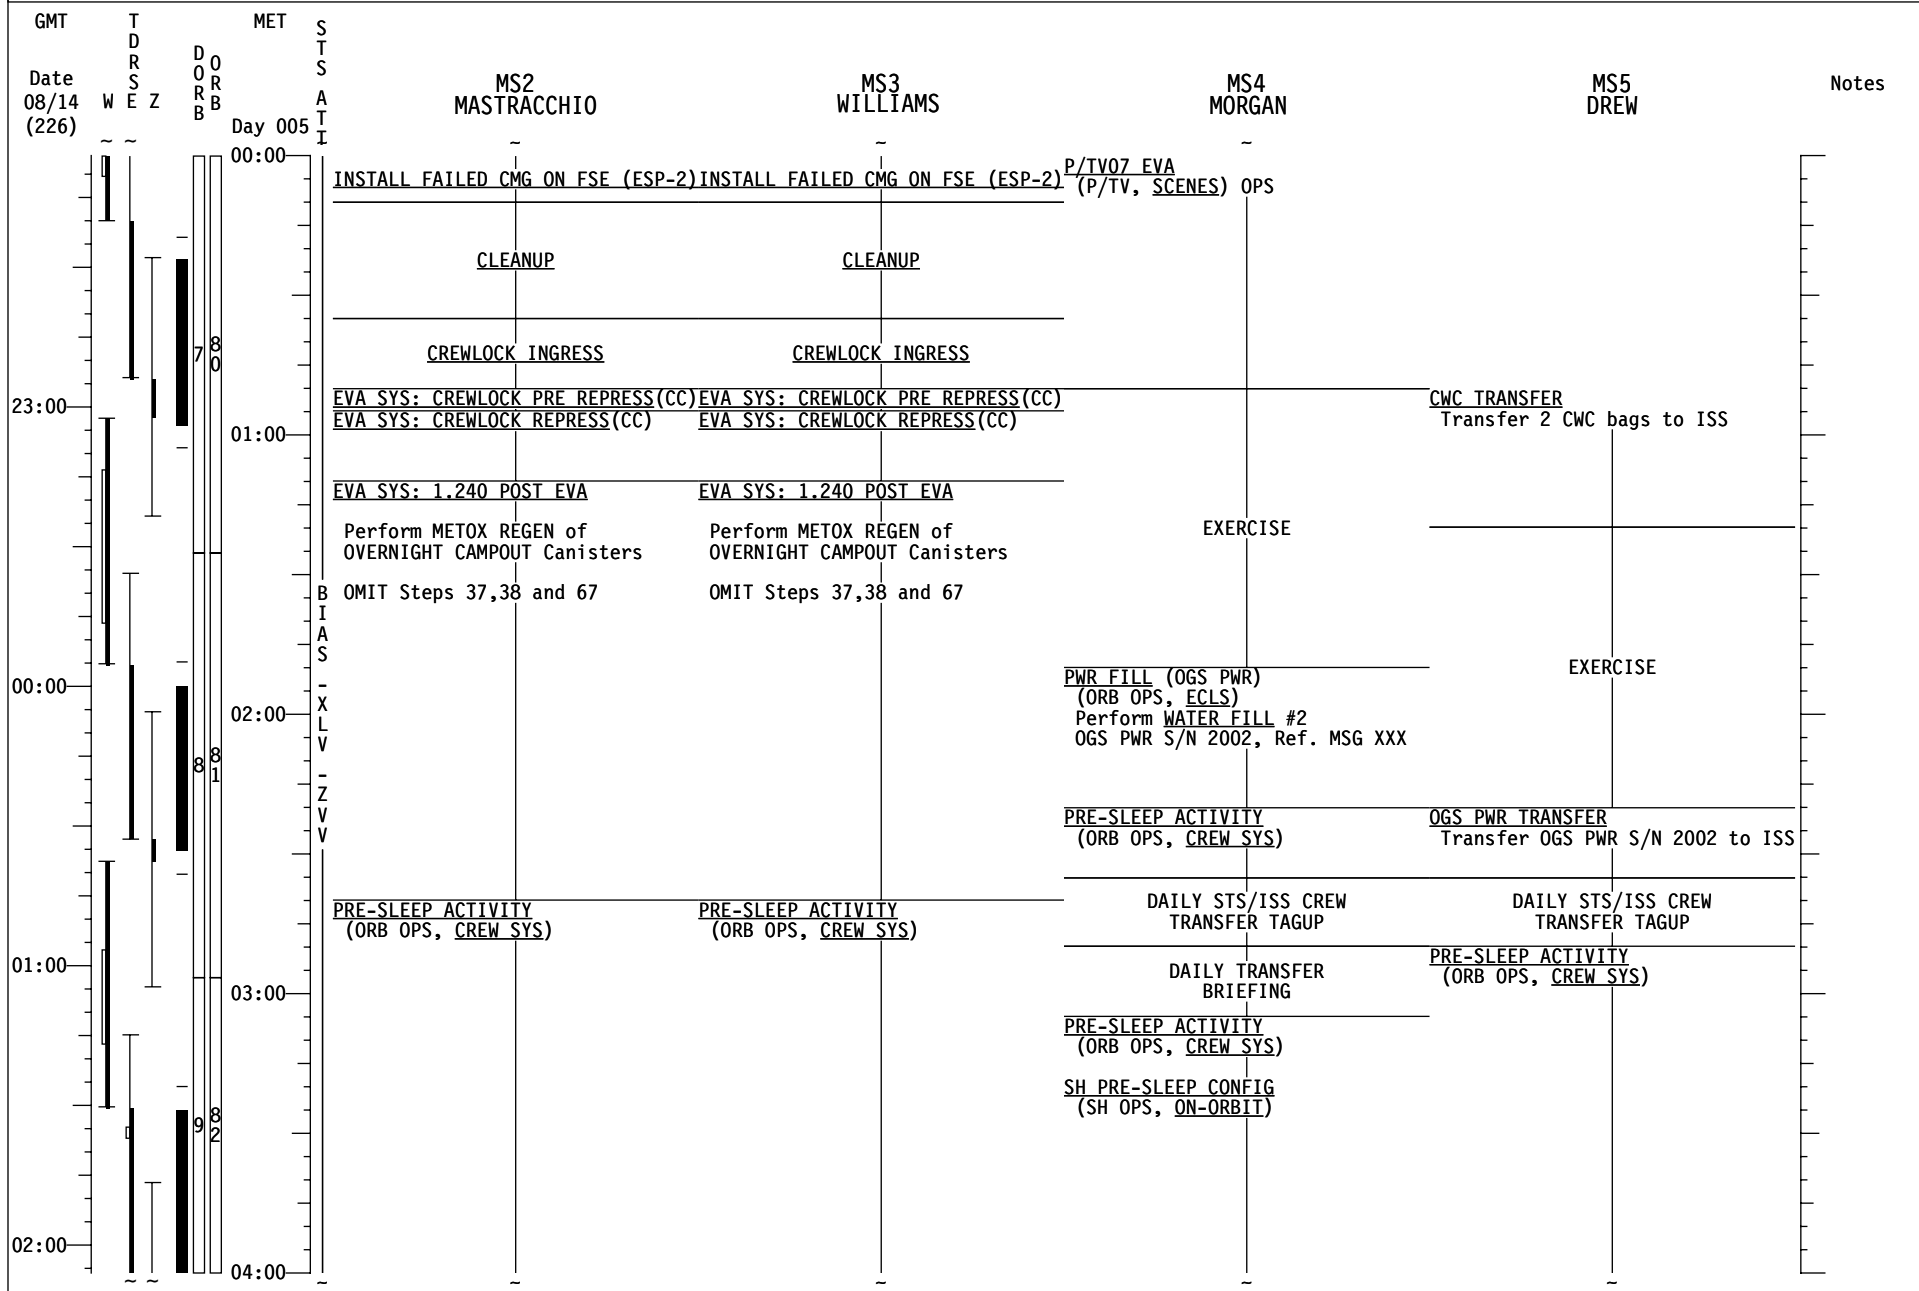 GMT
TDRS
MET
STS ATT
DORB
ORB
Date
08/14
(226)
W E Z
Day 005
MS2
MASTRACCHIO
MS3
WILLIAMS
MS4
MORGAN
MS5
DREW
Notes
~ ~ ~ ~ ~
00:00
INSTALL FAILED CMG ON FSE (ESP-2)
INSTALL FAILED CMG ON FSE (ESP-2)
P/TV07 EVA
(P/TV, SCENES) OPS
CLEANUP
CLEANUP
7
80
CREWLOCK INGRESS
CREWLOCK INGRESS
23:00
EVA SYS: CREWLOCK PRE REPRESS(CC)
EVA SYS: CREWLOCK PRE REPRESS(CC)
CWC TRANSFER
Transfer 2 CWC bags to ISS
EVA SYS: CREWLOCK REPRESS(CC)
EVA SYS: CREWLOCK REPRESS(CC)
01:00
EVA SYS: 1.240 POST EVA
EVA SYS: 1.240 POST EVA
Perform METOX REGEN of
OVERNIGHT CAMPOUT Canisters
OMIT Steps 37,38 and 67
Perform METOX REGEN of
OVERNIGHT CAMPOUT Canisters
OMIT Steps 37,38 and 67
EXERCISE
BIAS -XLV -ZVV
EXERCISE
00:00
PWR FILL (OGS PWR)
(ORB OPS, ECLS)
Perform WATER FILL #2
OGS PWR S/N 2002, Ref. MSG XXX
02:00
8
81
PRE-SLEEP ACTIVITY
(ORB OPS, CREW SYS)
OGS PWR TRANSFER
Transfer OGS PWR S/N 2002 to ISS
DAILY STS/ISS CREW
TRANSFER TAGUP
DAILY STS/ISS CREW
TRANSFER TAGUP
PRE-SLEEP ACTIVITY
(ORB OPS, CREW SYS)
PRE-SLEEP ACTIVITY
(ORB OPS, CREW SYS)
01:00
DAILY TRANSFER
BRIEFING
PRE-SLEEP ACTIVITY
(ORB OPS, CREW SYS)
03:00
PRE-SLEEP ACTIVITY
(ORB OPS, CREW SYS)
SH PRE-SLEEP CONFIG
(SH OPS, ON-ORBIT)
9
82
02:00
04:00
~ ~ ~ ~ ~ ~ ~